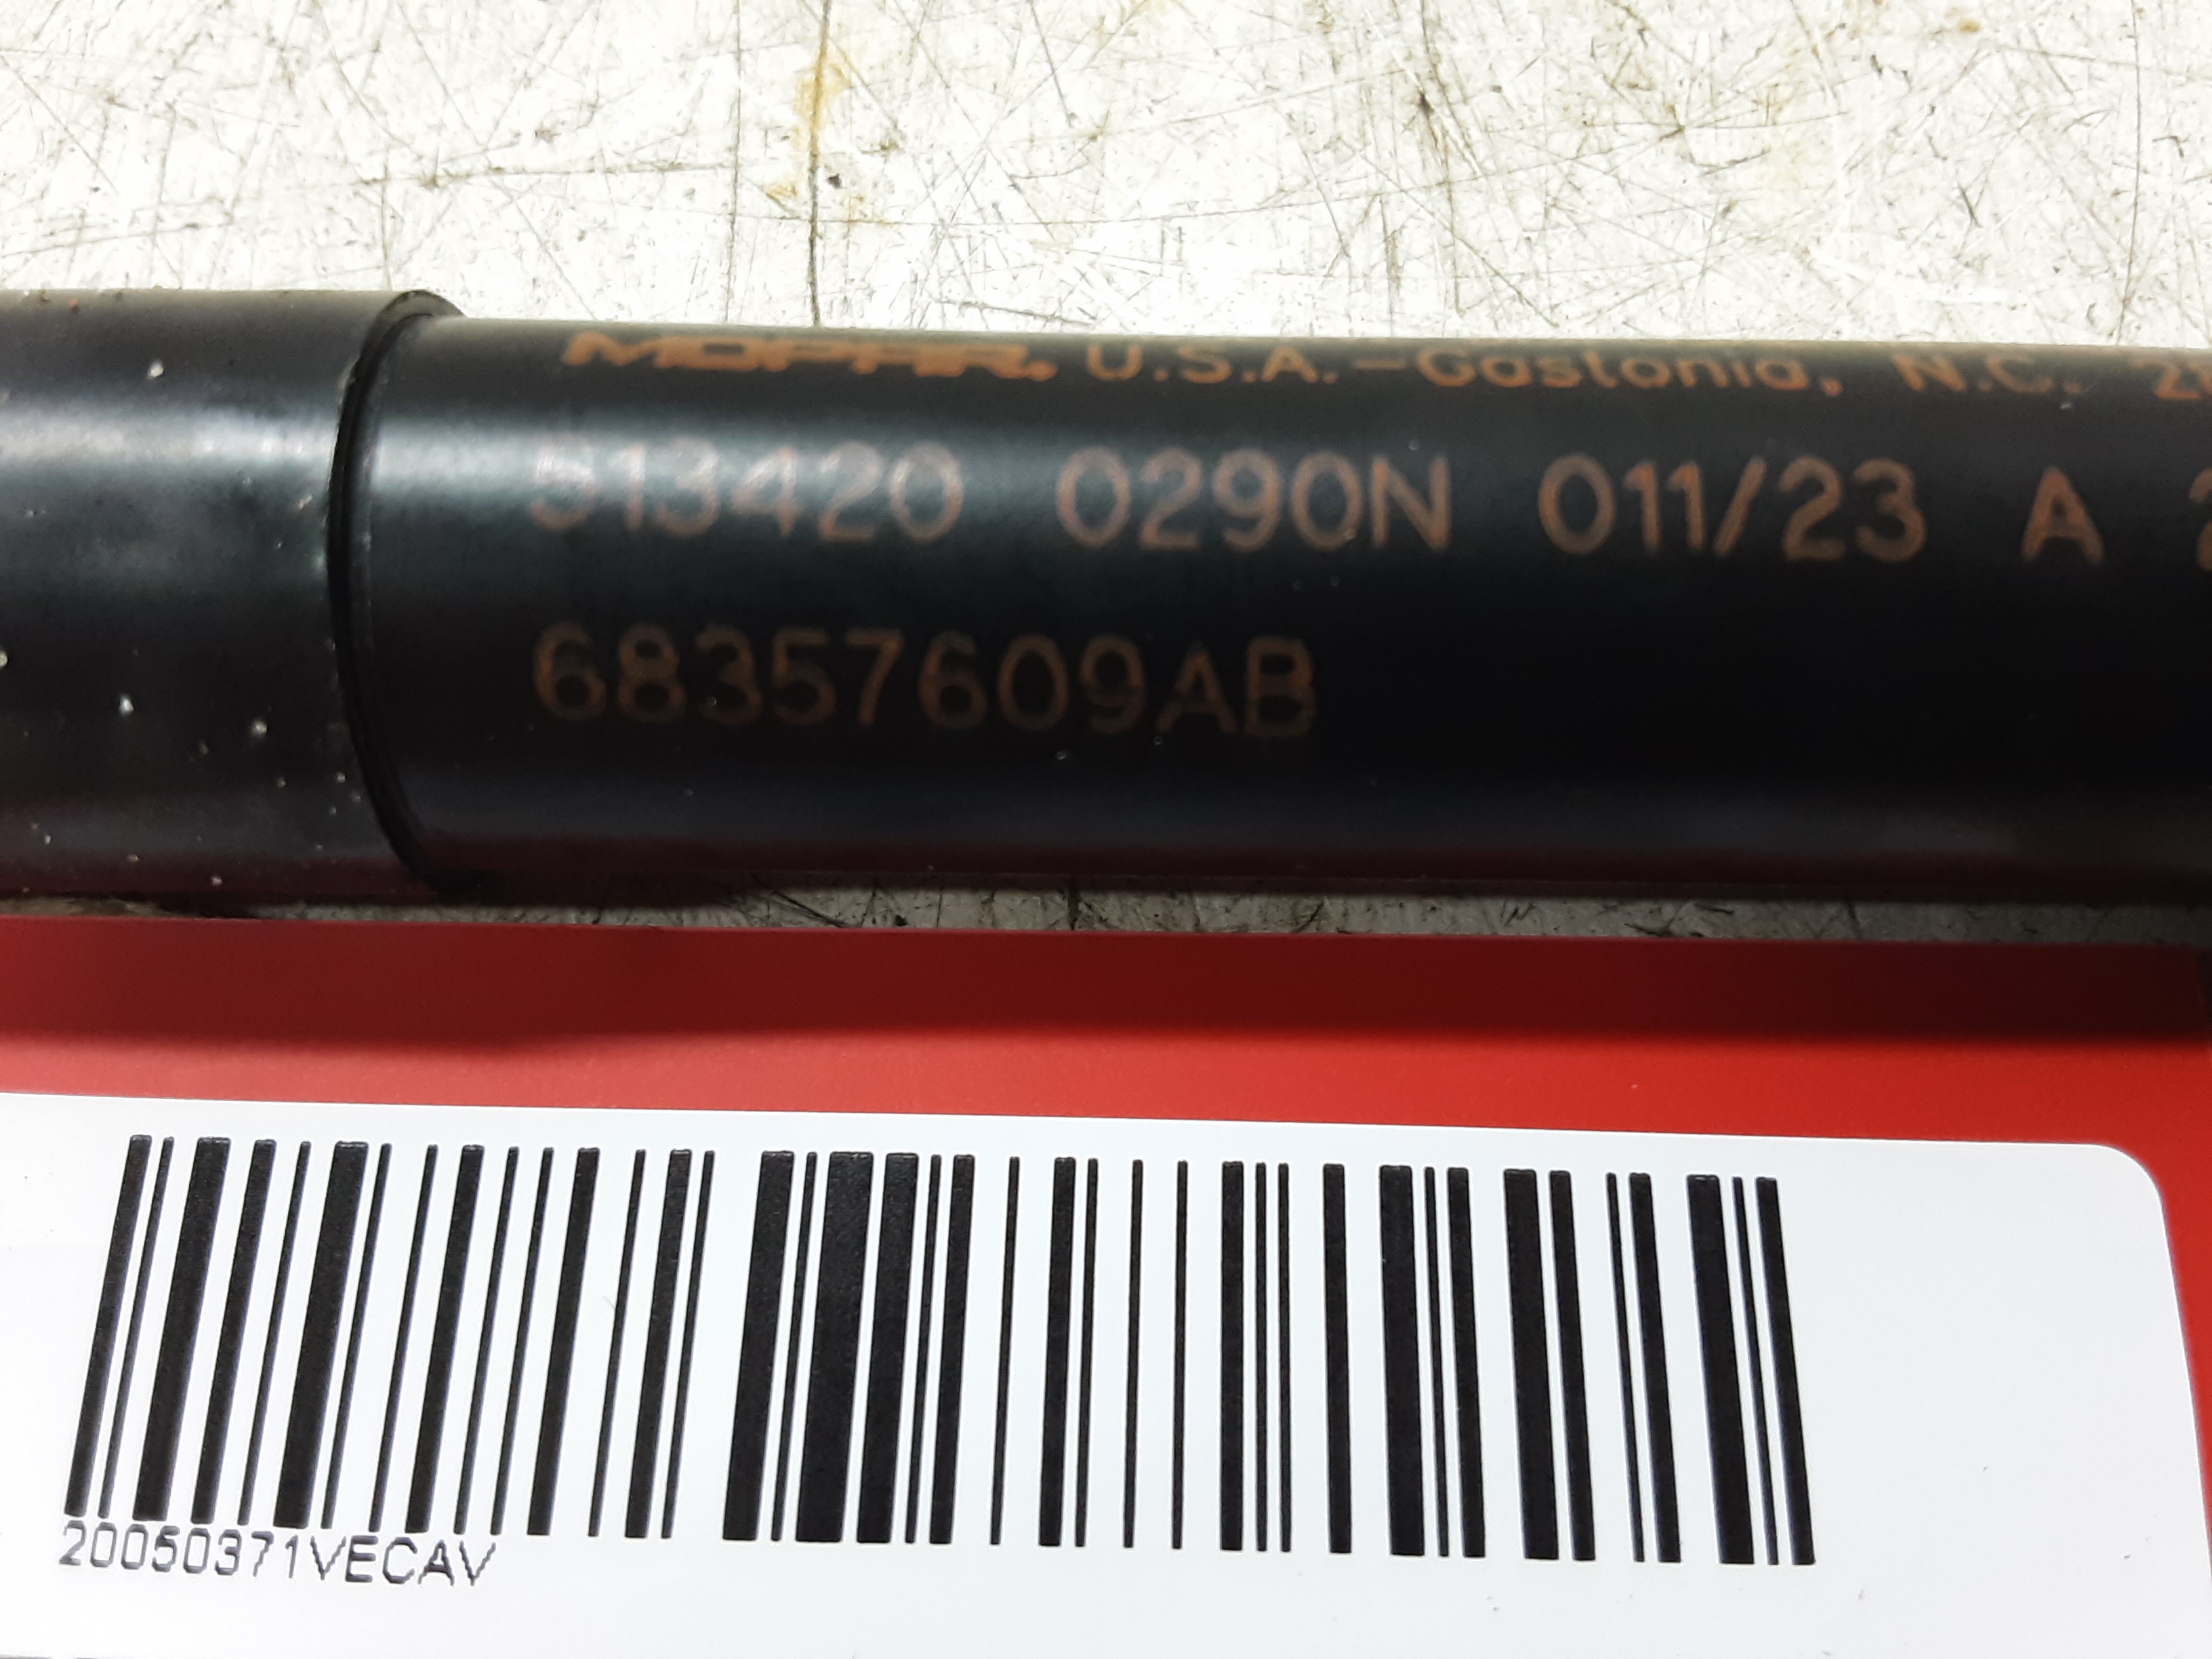 MOPAR. U.S.A.-Gastonia, N.C.
513420 0290N 011/23 A
68357609AB
20050371VECAV